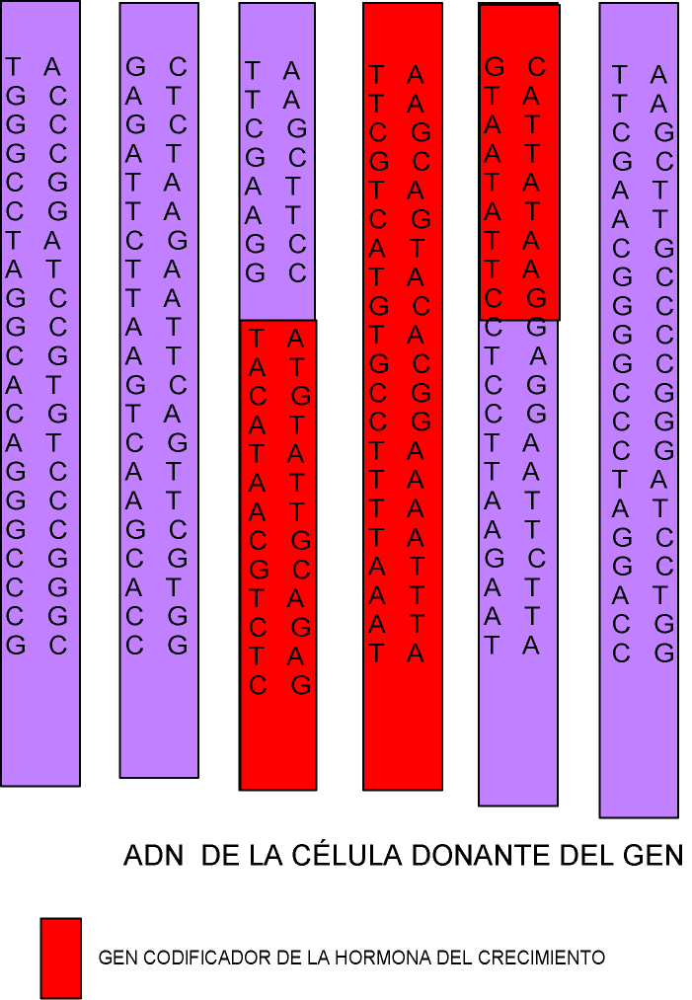 T A
G C
G C
G C
C G
C G
T A
A T
G C
G C
C G
A T
C G
A T
G C
G C
G C
C G
C G
C G
G C
G C
A T
G C
A T
T A
T A
C G
T A
T A
A T
A T
G C
T A
C G
A T
A T
G C
C G
A T
C G
C G
T A
T A
C G
G C
A T
A T
G C
G C
T A
A T
C G
A T
T A
A T
A T
C G
G C
T A
C G
T A
C G
T A
T A
C G
G C
T A
C G
A T
T A
G C
T A
G C
C G
C G
T A
T A
T A
T A
A T
A T
A T
T A
G C
T A
A T
A T
T A
A T
T A
T A
C G
C G
T A
C G
C G
T A
T A
A T
A T
G C
A T
A T
T A
T A
T A
C G
G C
A T
A T
C G
G C
G C
G C
G C
C G
C G
C G
T A
A T
G C
G C
A T
C G
C G
ADN DE LA CÉLULA DONANTE DEL GEN
GEN CODIFICADOR DE LA HORMONA DEL CRECIMIENTO